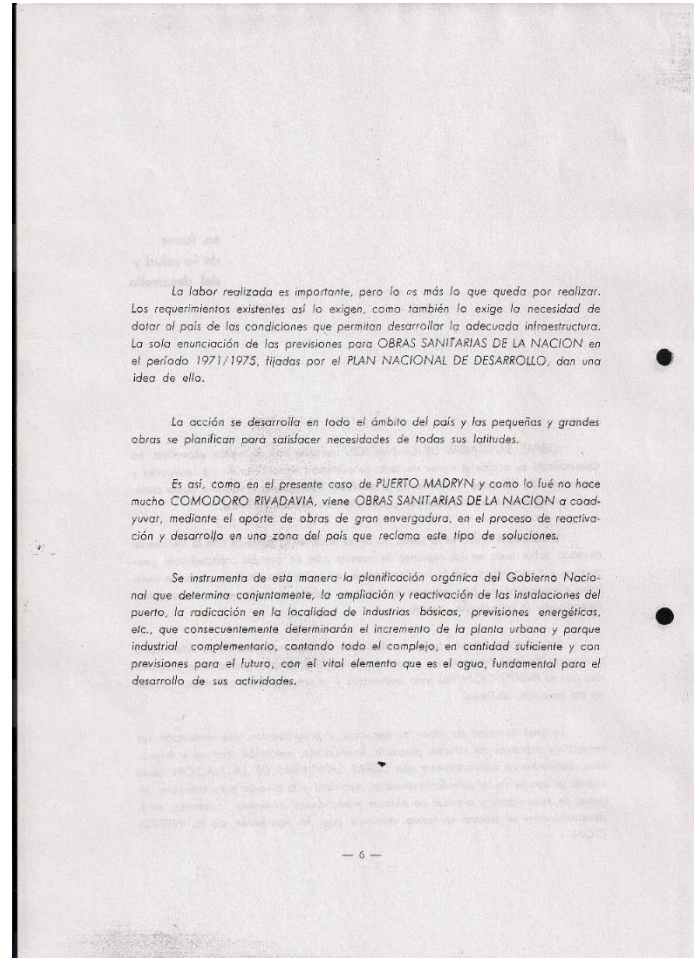 La labor realizada es importante, pero lo es más lo que queda por realizar.
Los requerimientos existentes así lo exigen, como también lo exige la necesidad de
dotar al país de las condiciones que permitan desarrollar la adecuada infraestructura.
La sola enunciación de las previsiones para OBRAS SANITARIAS DE LA NACION en
el período 1971/1975, fijadas por el PLAN NACIONAL DE DESARROLLO, dan una
idea de ello.
La acción se desarrolla en todo el ámbito del país y las pequeñas y grandes
obras se planifican para satisfacer necesidades de todas sus latitudes.
Es así, como en el presente caso de PUERTO MADRYN y como lo fué no hace
mucho COMODORO RIVADAVIA, viene OBRAS SANITARIAS DE LA NACION a coad-
yuvar, mediante el aporte de obras de gran envergadura, en el proceso de reactiva-
ción y desarrollo en una zona del país que reclama este tipo de soluciones.
Se instrumenta de esta manera la planificación orgánica del Gobierno Nacio-
nal que determina conjuntamente, la ampliación y reactivación de las instalaciones del
puerto, la radicación en la localidad de industrias básicas, previsiones energéticas,
etc., que consecuentemente determinarán el incremento de la planta urbana y parque
industrial complementario, contando todo el complejo, en cantidad suficiente y con
previsiones para el futuro, con el vital elemento que es el agua, fundamental para el
desarrollo de sus actividades.
— 6 —